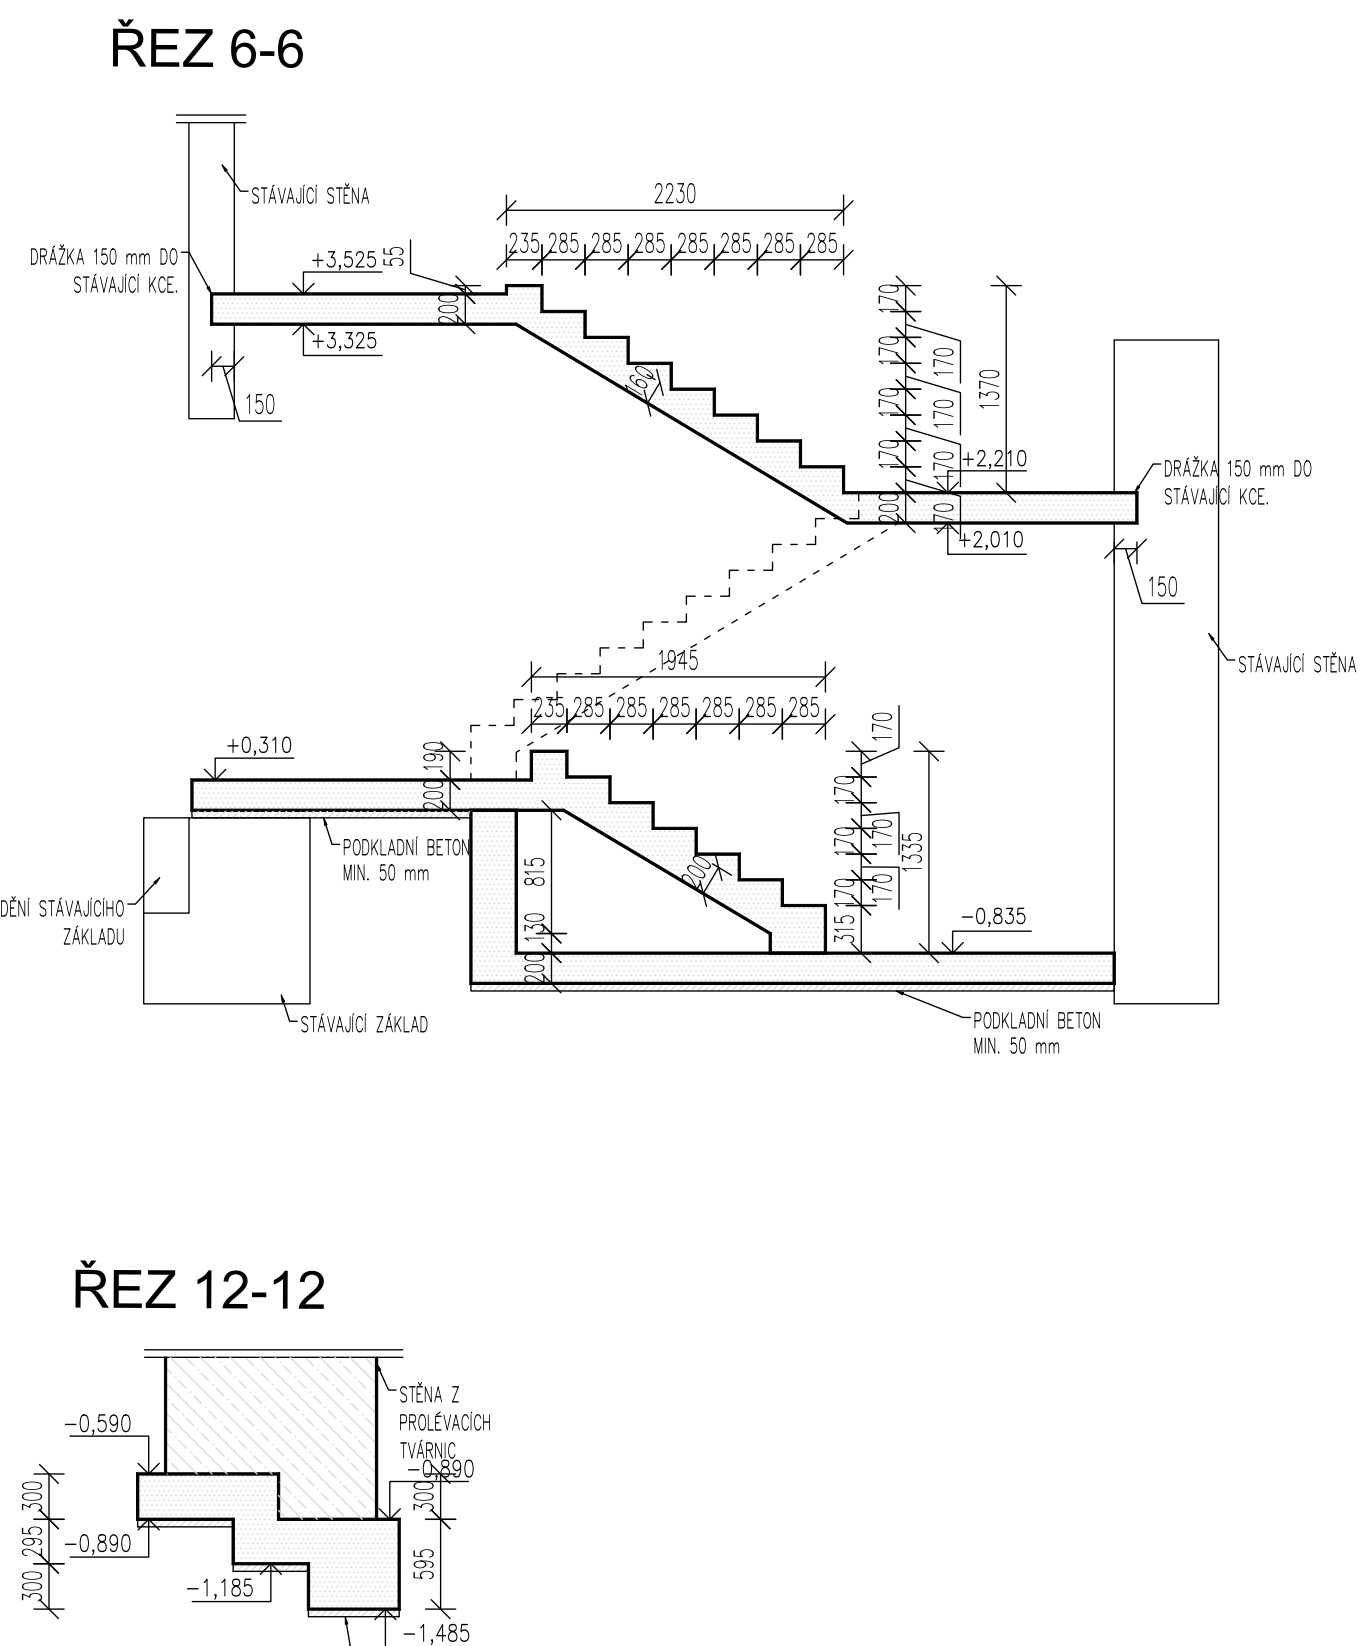 ŘEZ 6-6
STÁVAJÍCÍ STĚNA
2230
DRÁŽKA 150 mm DO
STÁVAJÍCÍ KCE.
+3,525
55
235 285 285 285 285 285 285 285
200
+3,325
150
160
170
170
170
170
170
170
170
170
1370
+2,210
200
+2,010
DRÁŽKA 150 mm DO
STÁVAJÍCÍ KCE.
150
STÁVAJÍCÍ STĚNA
1945
235 285 285 285 285 285 285
+0,310
190
200
170
170
170
170
170
170
315
1335
PODKLADNÍ BETON
MIN. 50 mm
815
130
200
200
-0,835
DĚNÍ STÁVAJÍCÍHO
ZÁKLADU
STÁVAJÍCÍ ZÁKLAD
PODKLADNÍ BETON
MIN. 50 mm
ŘEZ 12-12
STĚNA Z
PROLÉVACÍCH
TVÁRNIC
-0,590
-0,890
300
295
300
300
595
-0,890
-1,185
-1,485